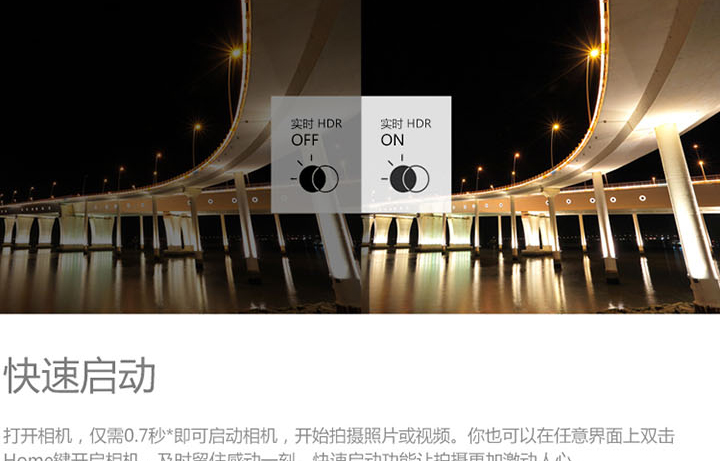 实时 HDR
OFF
实时 HDR
ON
快速启动
打开相机，仅需0.7秒*即可启动相机，开始拍摄照片或视频。你也可以在任意界面上双击
Home键开启相机，及时留住感动一刻，快速启动功能让拍摄更加激动人心。